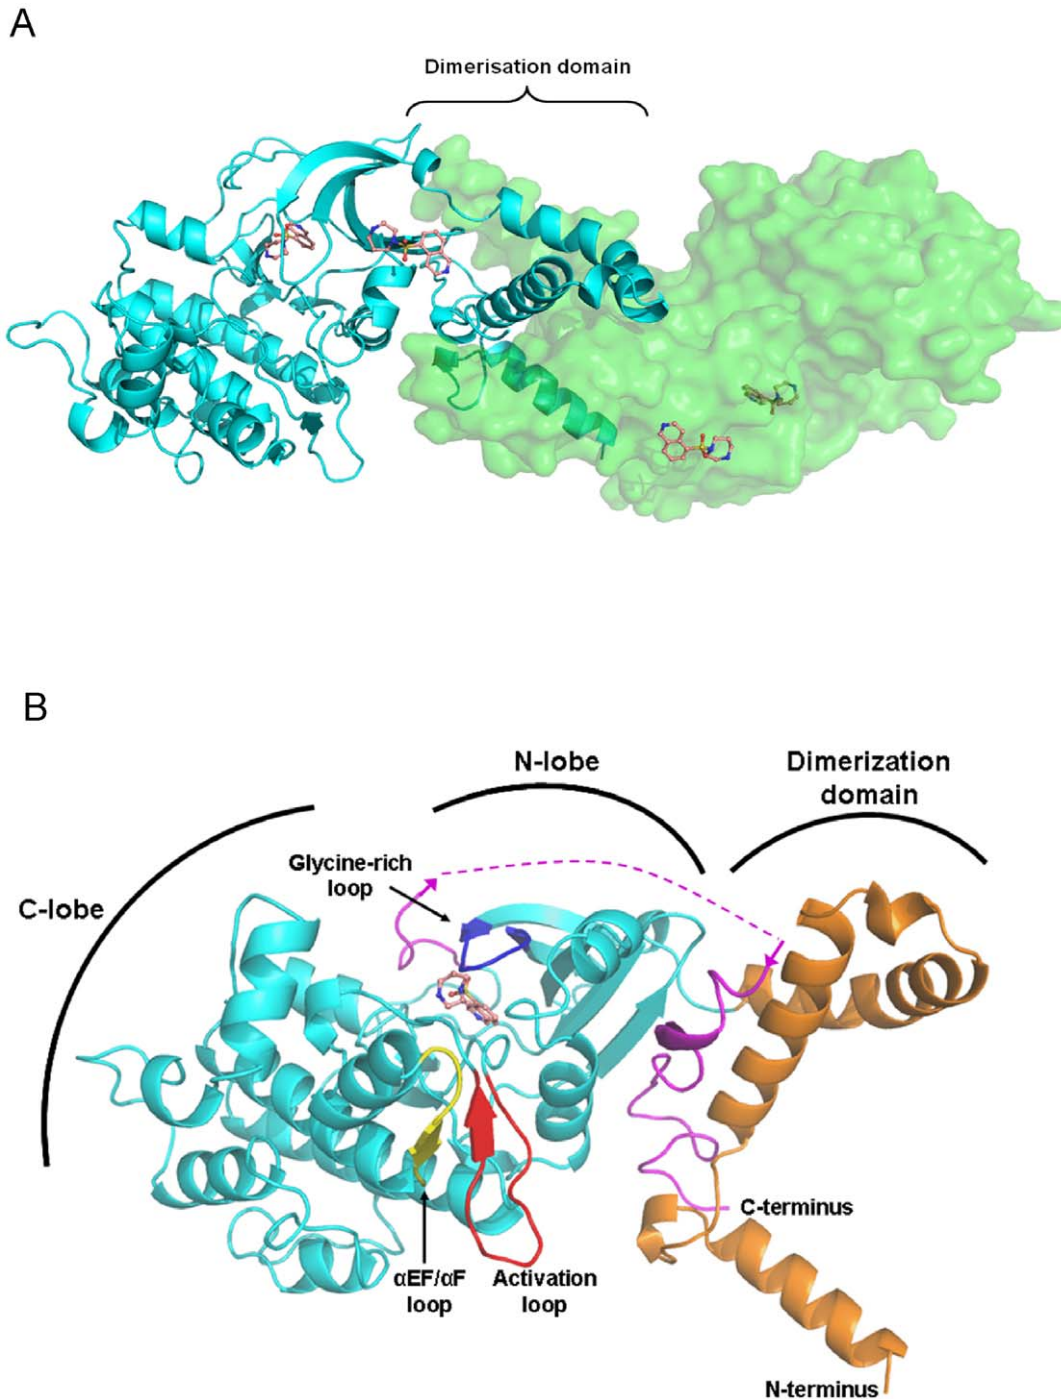 A
Dimerisation domain
B
N-lobe
Dimerization
domain
Glycine-rich
loop
C-lobe
C-terminus
αEF/αF
loop
Activation
loop
N-terminus